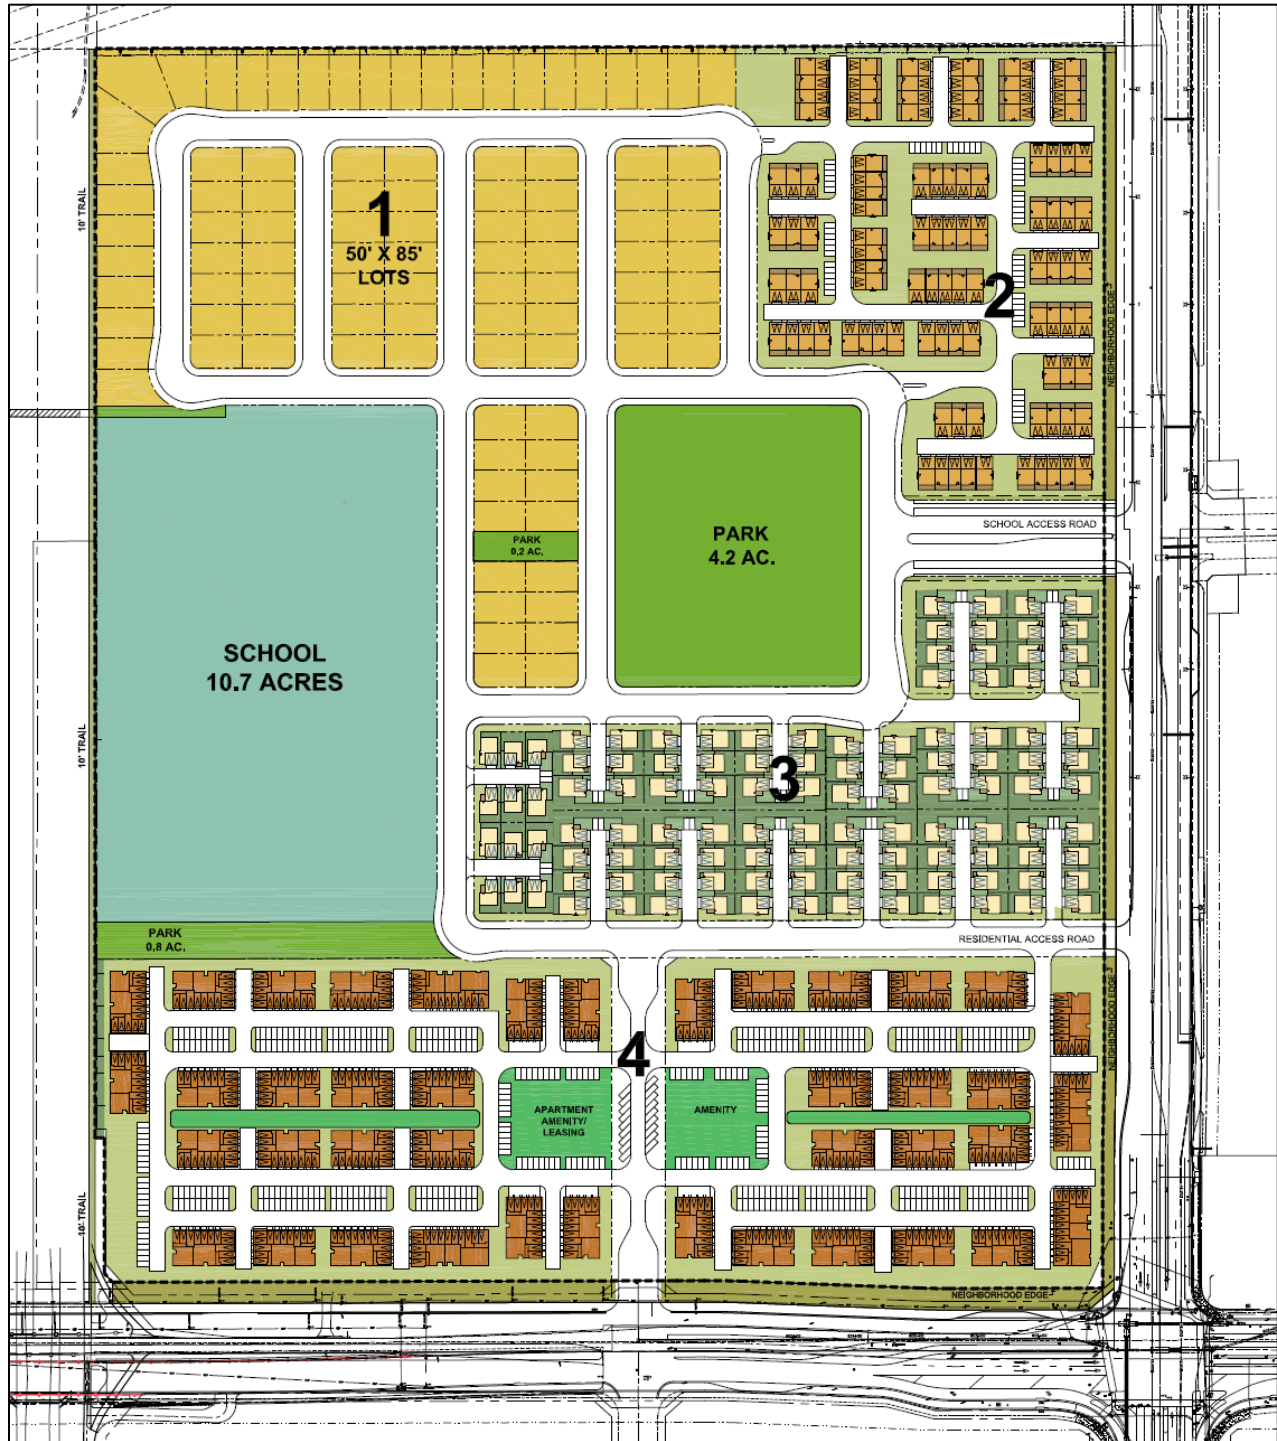 10' TRAIL
1
50' X 85'
LOTS
2
NEIGHBORHOOD EDGE
SCHOOL ACCESS ROAD
PARK
0.2 AC.
PARK
4.2 AC.
SCHOOL
10.7 ACRES
10' TRAIL
3
PARK
0.8 AC.
RESIDENTIAL ACCESS ROAD
NEIGHBORHOOD EDGE
4
APARTMENT
AMENITY/
LEASING
AMENITY
10' TRAIL
NEIGHBORHOOD EDGE